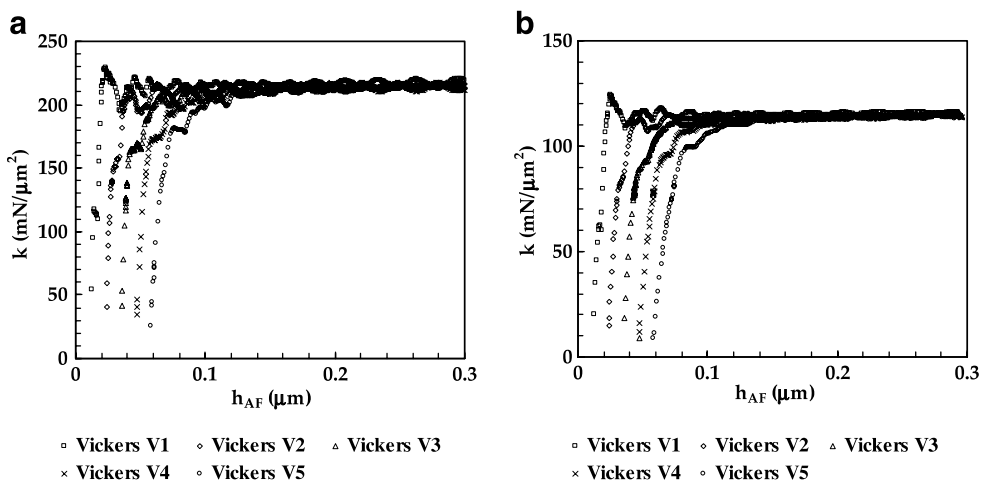 a
250
200
150
100
50
0
k (mN/μm²)
0 0.1 0.2 0.3
h_AF (μm)
▫ Vickers V1 ◇ Vickers V2 △ Vickers V3
× Vickers V4 ○ Vickers V5
b
150
100
50
0
k (mN/μm²)
0 0.1 0.2 0.3
h_AF (μm)
▫ Vickers V1 ◇ Vickers V2 △ Vickers V3
× Vickers V4 ○ Vickers V5